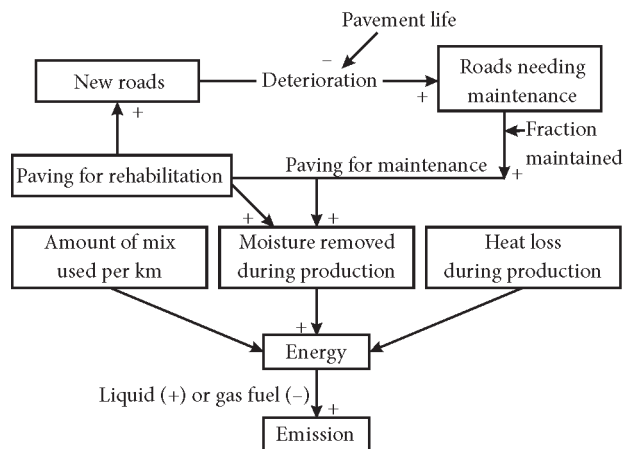 Pavement life
–
New roads
Deterioration
Roads needing
maintenance
+
+
Fraction
maintained
Paving for maintenance
Paving for rehabilitation
+
+
+
Amount of mix
used per km
Moisture removed
during production
Heat loss
during production
+
Energy
Liquid (+) or gas fuel (–)
+
Emission